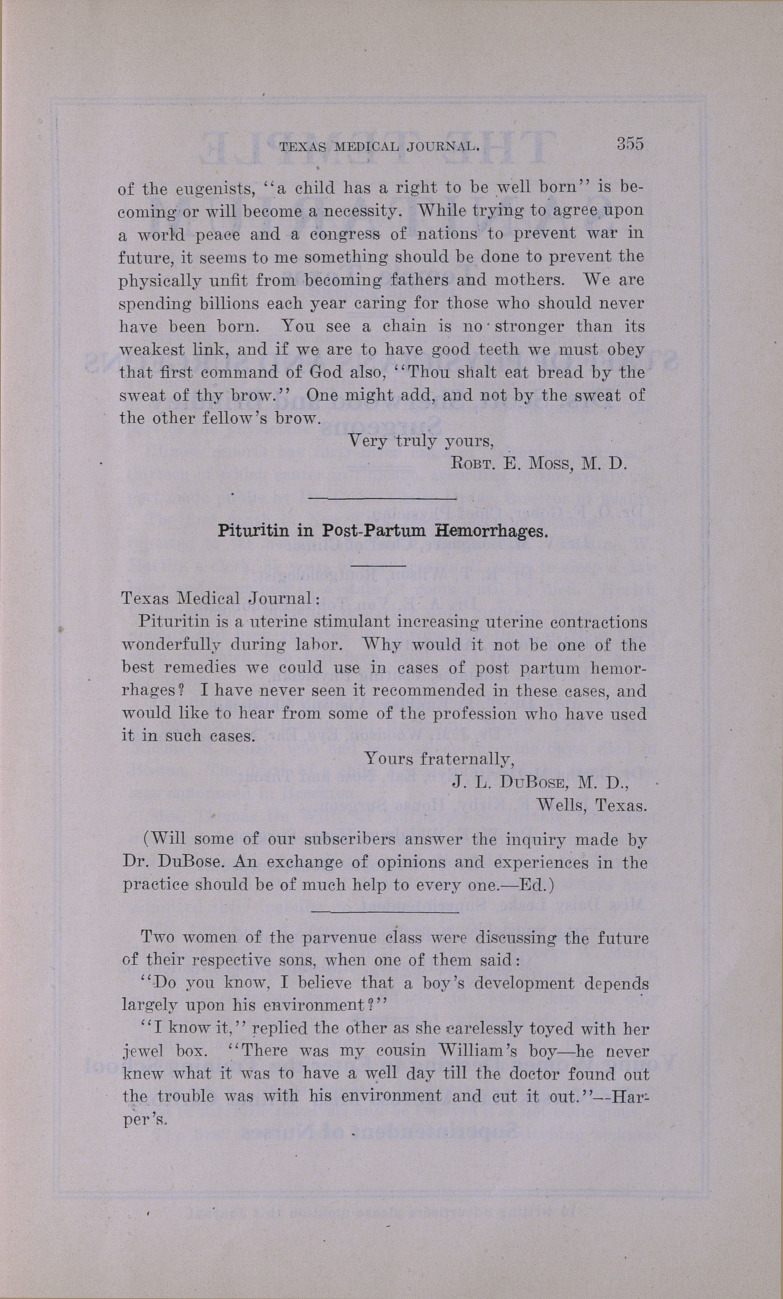 TEXAS MEDICAL JOURNAL. 355
of the eugenists, “a child has a right to be well born” is be-
coming or will become a necessity. While trying to agree upon
a world peace and a congress of nations to prevent war in
future, it seems to me something should be done to prevent the
physically unfit from becoming fathers and mothers. We are
spending billions each year caring for those who should never
have been born. You see a chain is no stronger than its
weakest link, and if we are to have good teeth we must obey
that first command of God also, “Thou shalt eat bread by the
sweat of thy brow.” One might add, and not by the sweat of
the other fellow’s brow.
Very truly yours,
ROBT. E. MOSS, M. D.
Pituritin in Post-Partum Hemorrhages.
Texas Medical Journal:
Pituritin is a uterine stimulant increasing uterine contractions
wonderfully during labor. Why would it not be one of the
best remedies we could use in cases of post partum hemor-
rhages? I have never seen it recommended in these cases, and
would like to hear from some of the profession who have used
it in such cases.
Yours fraternally,
J. L. DUBOSE, M. D.,
Wells, Texas.
(Will some of our subscribers answer the inquiry made by
Dr. DuBose. An exchange of opinions and experiences in the
practice should be of much help to every one.—Ed.)
Two women of the parvenue class were discussing the future
of their respective sons, when one of them said:
“Do you know, I believe that a boy’s development depends
largely upon his environment?”
“I know it,” replied the other as she carelessly toyed with her
jewel box. “There was my cousin William’s boy—he never
knew what it was to have a well day till the doctor found out
the trouble was with his environment and cut it out.”—Har-
per’s.